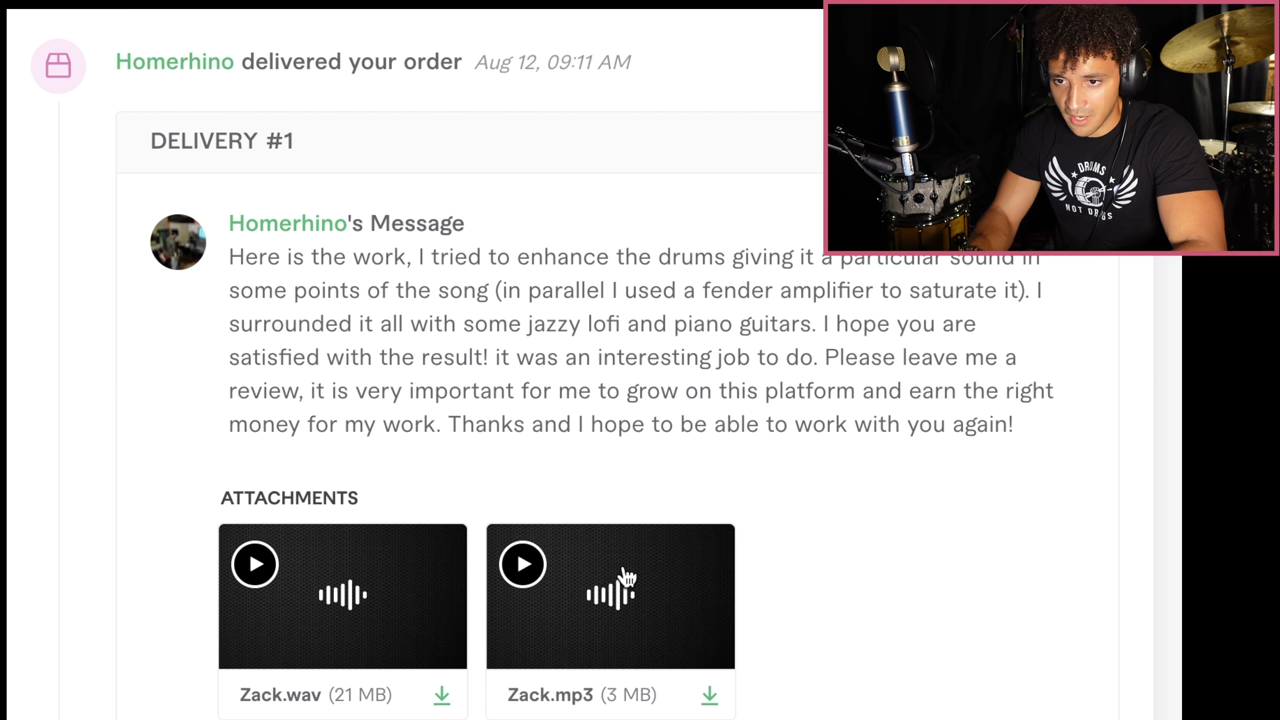 Homerhino delivered your order Aug 12, 09:11 AM
DELIVERY #1
DRUMS
NOT DRUGS
Homerhino's Message
Here is the work, I tried to enhance the drums giving it a particular sound in
some points of the song (in parallel I used a fender amplifier to saturate it). I
surrounded it all with some jazzy lofi and piano guitars. I hope you are
satisfied with the result! it was an interesting job to do. Please leave me a
review, it is very important for me to grow on this platform and earn the right
money for my work. Thanks and I hope to be able to work with you again!
ATTACHMENTS
Zack.wav (21 MB)
Zack.mp3 (3 MB)